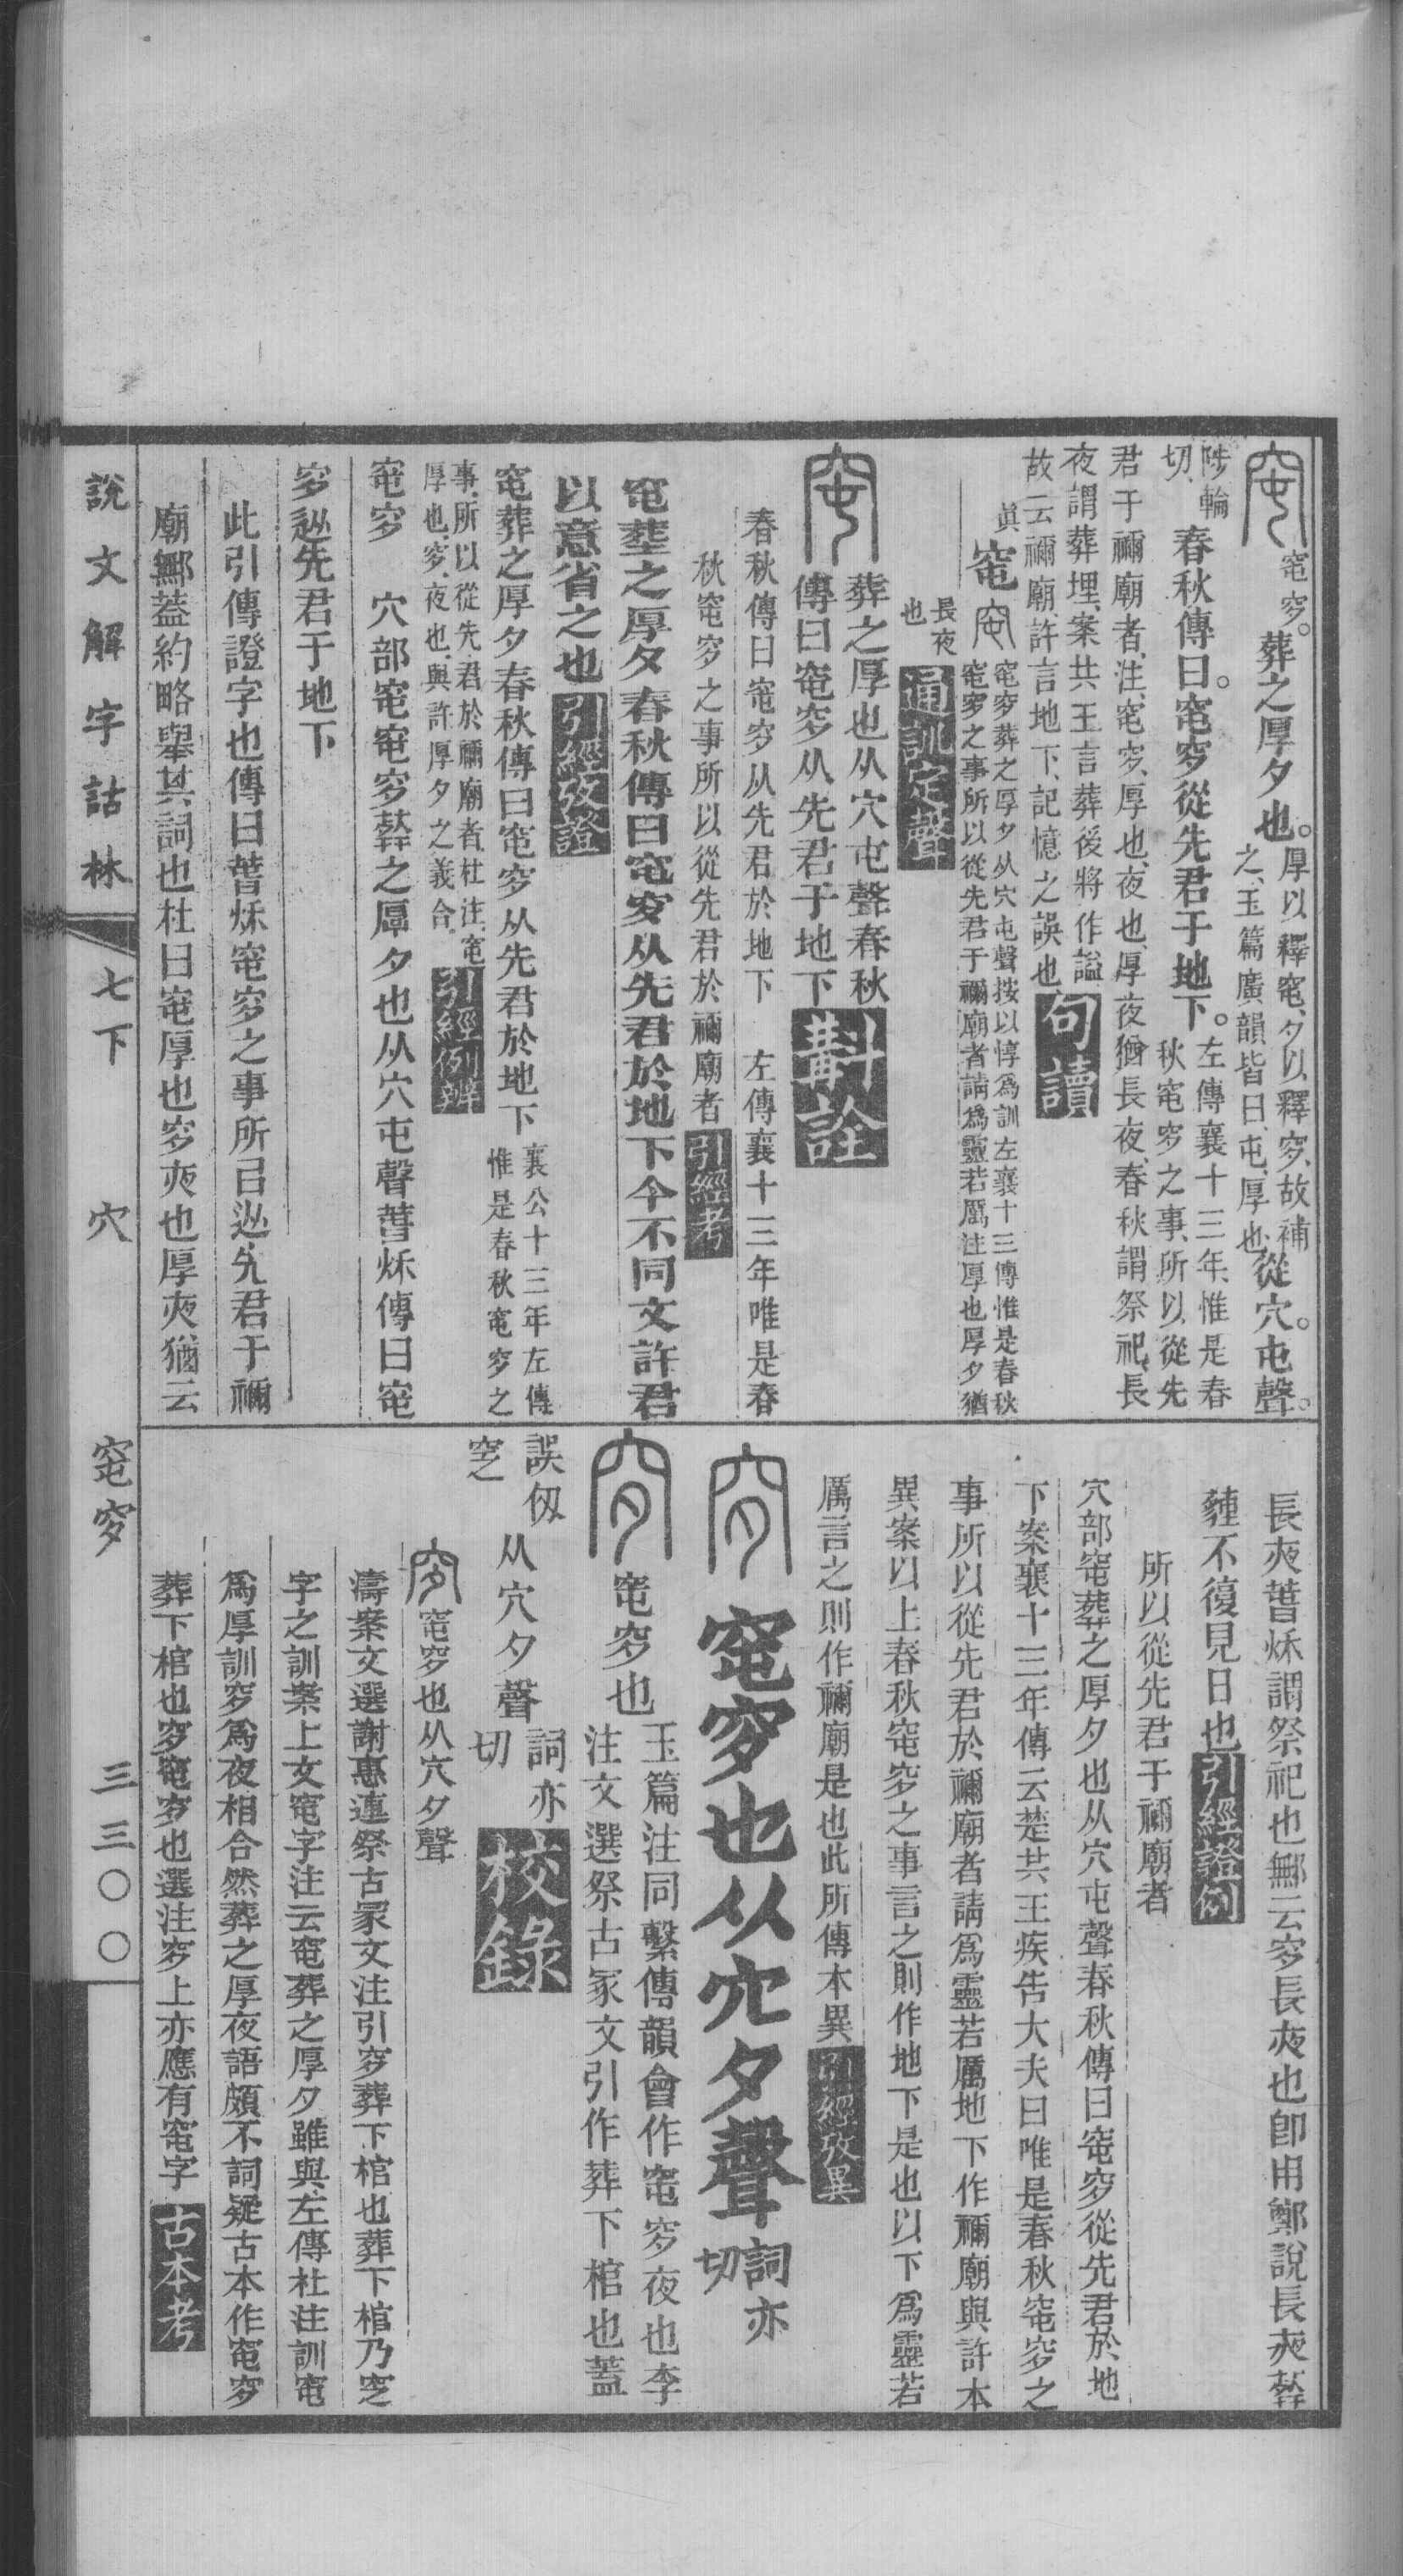 窀穸。葬之厚夕也。厚以釋窀、夕以釋穸、故補之、玉篇廣韻皆曰、屯、厚也、從穴。屯聲。
陟輪切、春秋傳曰。窀穸從先君于地下。左傳襄十三年、惟是春秋窀穸之事、所以從先
君于禰廟者、注、窀穸、厚也、夜也、厚夜猶長夜、春秋謂祭祀、長
夜謂葬埋、案共王言葬後將作謚
故云禰廟、許言地下、記憶之誤也 句讀
窀 窀穸葬之厚夕从穴屯聲按以惇爲訓左襄十三傳惟是春秋
窀穸之事所以從先君于禰廟者請爲靈若厲注厚也厚夕猶
長夜也 通訓定聲
葬之厚也从穴屯聲春秋
傳曰窀穸从先君于地下 斠詮
春秋傳曰窀穸从先君於地下 左傳襄十三年唯是春
秋窀穸之事所以從先君於禰廟者 引經考
窀塟之厚夕春秋傳曰窀穸从先君於地下今不同文許君
以意省之也 引經攷證
窀葬之厚夕春秋傳曰窀穸从先君於地下 襄公十三年左傳惟是春秋窀穸之
事、所以從先君於禰廟者、杜注、窀
厚也、穸、夜也、與許厚夕之義合、 引經例辨
窀穸 穴部窀窀穸葬之厚夕也从穴屯聲萅秌傳曰窀
穸从先君于地下
此引傳證字也傳曰萅秌窀穸之事所㠯从先君于禰
廟鄦蓋約略舉其詞也杜曰窀厚也穸夾也厚夾猶云
說文解字詁林 七下 穴 窀穸 三三〇〇
長夾萅秌謂祭祀也鄦云穸長夾也卽用鄭說長夾葬
薶不復見日也 引經證例
所以從先君于禰廟者
穴部窀葬之厚夕也从穴屯聲春秋傳曰窀穸從先君於地
下案襄十三年傳云楚共王疾告大夫曰唯是春秋窀穸之
事所以從先君於禰廟者請爲靈若厲地下作禰廟與許本
異案以上春秋窀穸之事言之則作地下是也以下爲靈若
厲言之則作禰廟是也此所傳本異 引經攷異
窀穸也从穴夕聲 詞亦切
窀穸也 玉篇注同繫傳韻會作窀穸夜也李
注文選祭古冢文引作葬下棺也蓋
誤仞窆 从穴夕聲 詞亦切 校錄
窀穸也从穴夕聲
濤案文選謝惠連祭古冢文注引穸葬下棺也葬下棺乃窆
字之訓案上文窀字注云窀葬之厚夕雖與左傳杜注訓窀
爲厚訓穸爲夜相合然葬之厚夜語頗不詞疑古本作窀穸
葬下棺也穸窀穸也選注穸上亦應有窀字 古本考